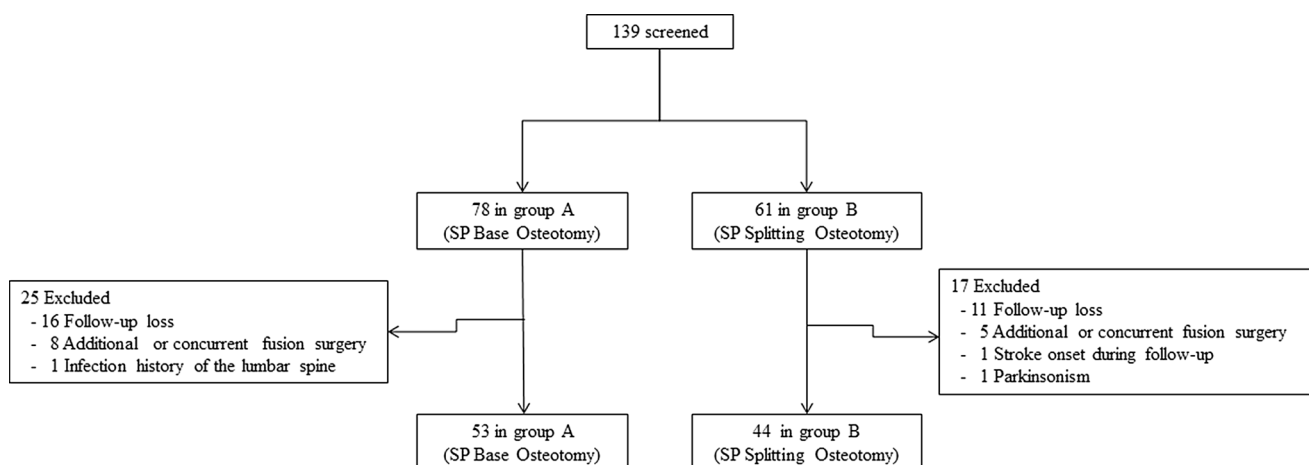 139 screened
78 in group A
(SP Base Osteotomy)
61 in group B
(SP Splitting Osteotomy)
25 Excluded
- 16 Follow-up loss
- 8 Additional or concurrent fusion surgery
- 1 Infection history of the lumbar spine
17 Excluded
- 11 Follow-up loss
- 5 Additional or concurrent fusion surgery
- 1 Stroke onset during follow-up
- 1 Parkinsonism
53 in group A
(SP Base Osteotomy)
44 in group B
(SP Splitting Osteotomy)